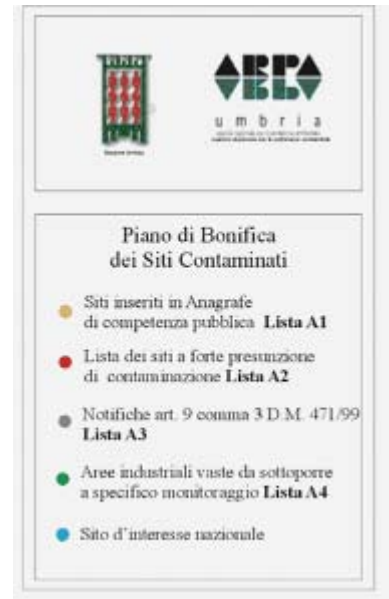 arpa
umbria
Piano di Bonifica
dei Siti Contaminati
Siti inseriti in Anagrafe
di competenza pubblica Lista A1
Lista dei siti a forte presunzione
di contaminazione Lista A2
Notifiche art. 9 comma 3 D.M. 471/99
Lista A3
Aree industriali vaste da sottoporre
a specifico monitoraggio Lista A4
Sito d'interesse nazionale